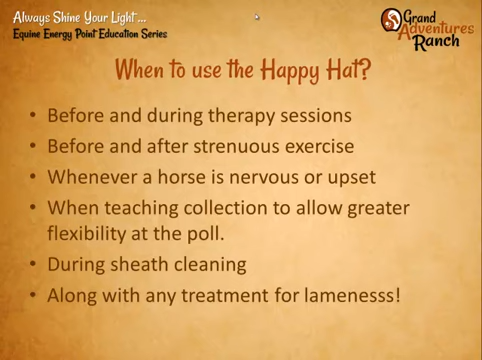 Always Shine Your Light...
Equine Energy Point Education Series
Grand
Adventures
Ranch
When to use the Happy Hat?
• Before and during therapy sessions
• Before and after strenuous exercise
• Whenever a horse is nervous or upset
• When teaching collection to allow greater
flexibility at the poll.
• During sheath cleaning
• Along with any treatment for lamenesss!